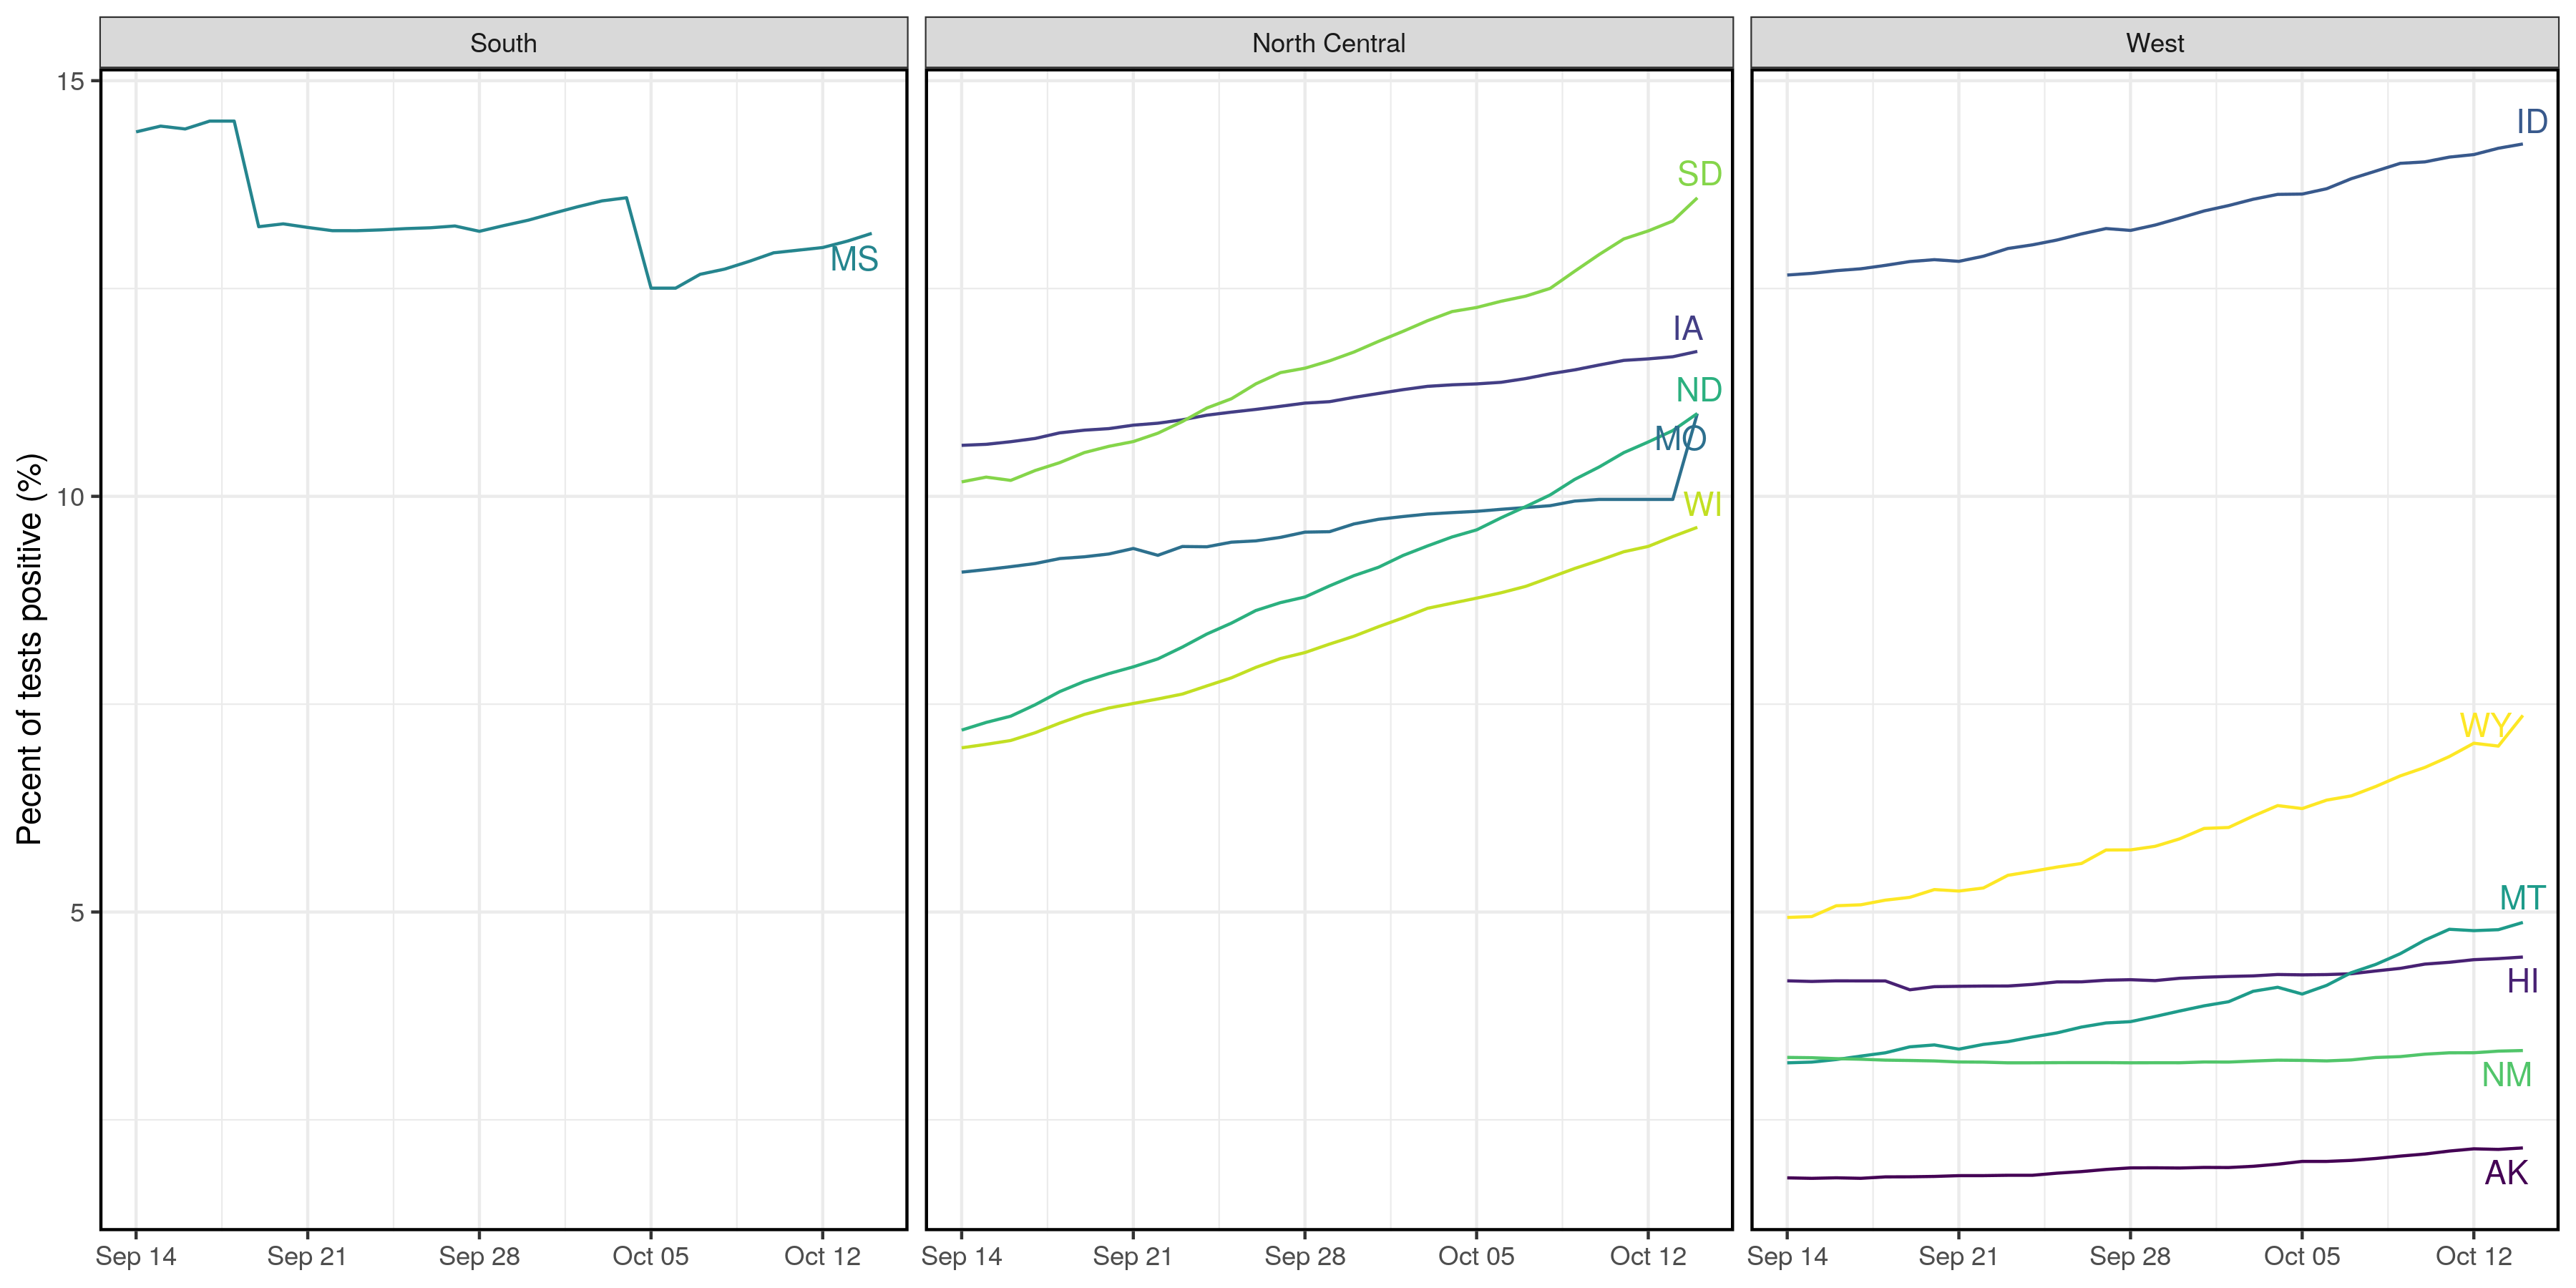 South
North Central
West
Pecent of tests positive (%)
15
10
5
MS
SD
IA
ND
MO
WI
ID
WY
MT
HI
NM
AK
Sep 14 Sep 21 Sep 28 Oct 05 Oct 12
Sep 14 Sep 21 Sep 28 Oct 05 Oct 12
Sep 14 Sep 21 Sep 28 Oct 05 Oct 12